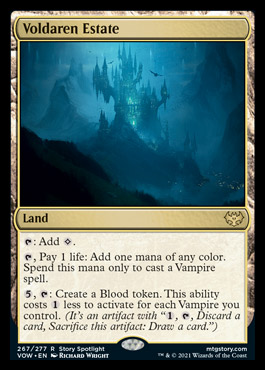 Voldaren Estate
Land
: Add .
, Pay 1 life: Add one mana of any color.
Spend this mana only to cast a Vampire
spell.
5, : Create a Blood token. This ability
costs 1 less to activate for each Vampire you
control. (It's an artifact with "1, , Discard a
card, Sacrifice this artifact: Draw a card.")
267/277 R Story Spotlight mtgstory.com
VOW • EN RICHARD WRIGHT ™ & © 2021 Wizards of the Coast